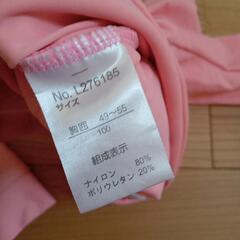 No. L276185
サイズ
胸囲 49~55
100
組成表示
ナイロン 80%
ポリウレタン 20%